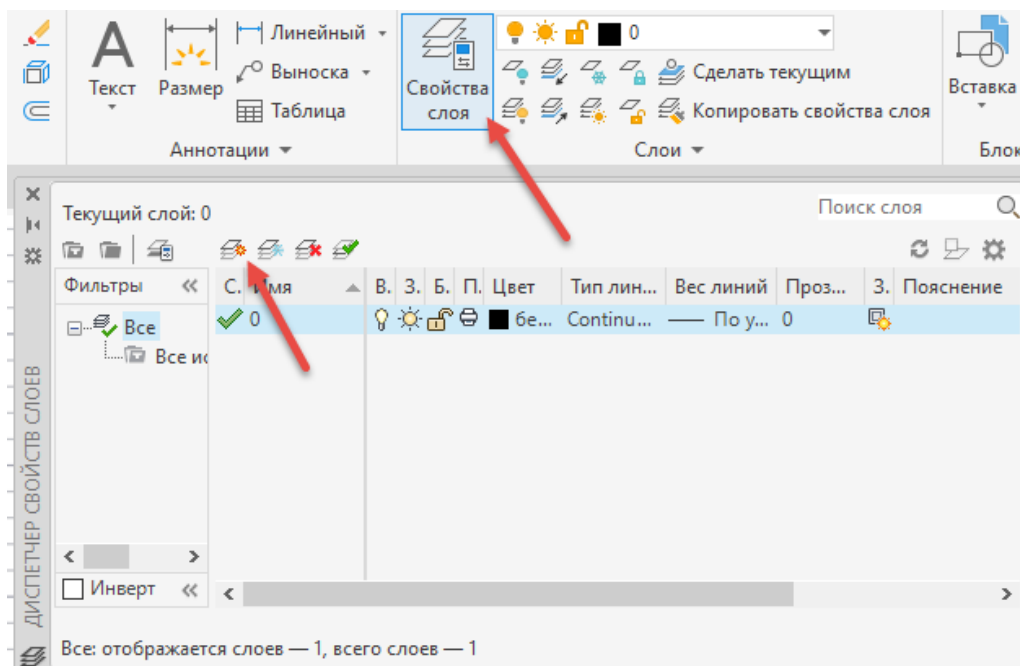 Линейный
Выноска
Таблица
Текст
Размер
Аннотации
Свойства
слоя
0
Сделать текущим
Копировать свойства слоя
Слои
Вставка
Блок
Текущий слой: 0
Поиск слоя
Фильтры
С. Имя В. З. Б. П. Цвет Тип лин... Вес линий Проз... З. Пояснение
Все
0 бе... Continu... По у... 0
Все ис
Инверт
ДИСПЕТЧЕР СВОЙСТВ СЛОЕВ
Все: отображается слоев — 1, всего слоев — 1